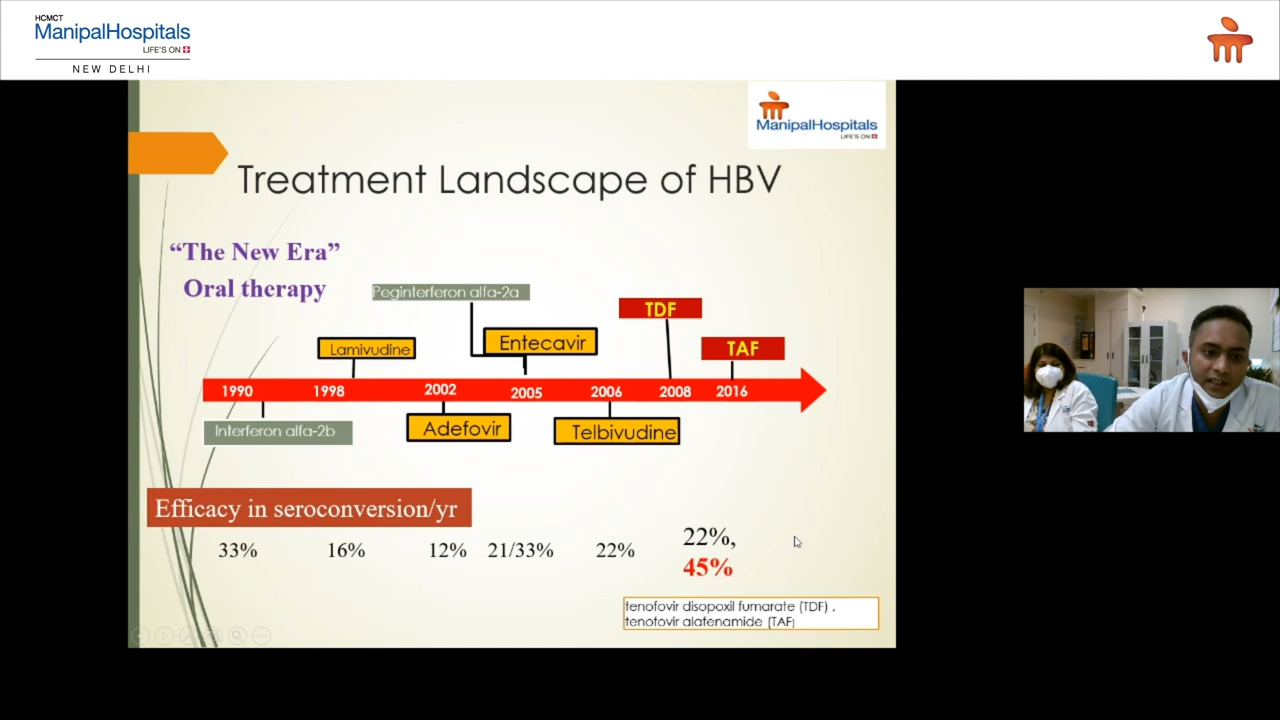 HCMCT
ManipalHospitals
LIFE'S ON
NEW DELHI
ManipalHospitals
LIFE'S ON
Treatment Landscape of HBV
“The New Era”
Oral therapy
Peginterferon alfa-2a
TDF
Lamivudine
Entecavir
TAF
1990 1998 2002 2005 2006 2008 2016
Interferon alfa-2b
Adefovir
Telbivudine
Efficacy in seroconversion/yr
33% 16% 12% 21/33% 22% 22%,
45%
tenofovir disopoxil fumarate (TDF) ,
tenofovir alafenamide (TAF)